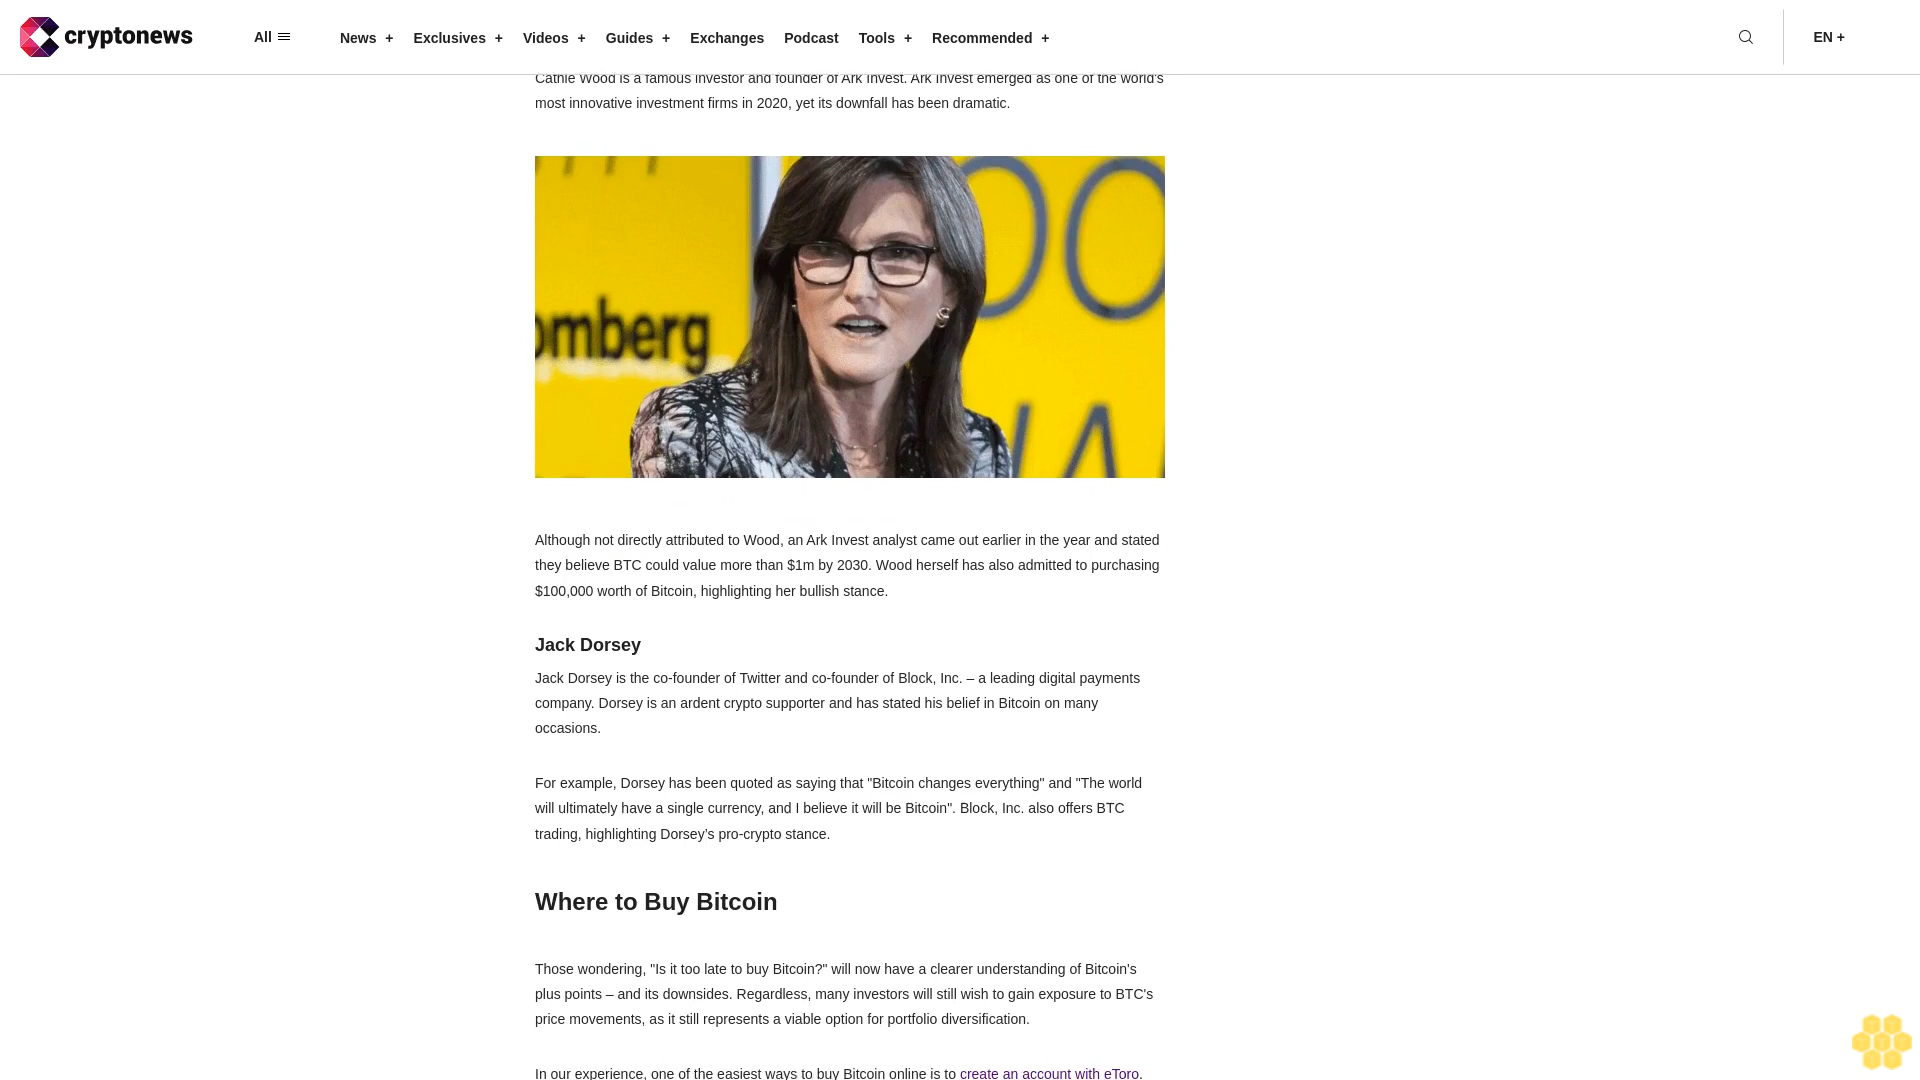 cryptonews
All
News + Exclusives + Videos + Guides + Exchanges Podcast Tools + Recommended +
EN +
Cathie Wood is a famous investor and founder of Ark Invest. Ark Invest emerged as one of the world's
most innovative investment firms in 2020, yet its downfall has been dramatic.
omberg
Although not directly attributed to Wood, an Ark Invest analyst came out earlier in the year and stated
they believe BTC could value more than $1m by 2030. Wood herself has also admitted to purchasing
$100,000 worth of Bitcoin, highlighting her bullish stance.
Jack Dorsey
Jack Dorsey is the co-founder of Twitter and co-founder of Block, Inc. – a leading digital payments
company. Dorsey is an ardent crypto supporter and has stated his belief in Bitcoin on many
occasions.
For example, Dorsey has been quoted as saying that "Bitcoin changes everything" and "The world
will ultimately have a single currency, and I believe it will be Bitcoin". Block, Inc. also offers BTC
trading, highlighting Dorsey’s pro-crypto stance.
Where to Buy Bitcoin
Those wondering, "Is it too late to buy Bitcoin?" will now have a clearer understanding of Bitcoin's
plus points – and its downsides. Regardless, many investors will still wish to gain exposure to BTC's
price movements, as it still represents a viable option for portfolio diversification.
In our experience, one of the easiest ways to buy Bitcoin online is to create an account with eToro.